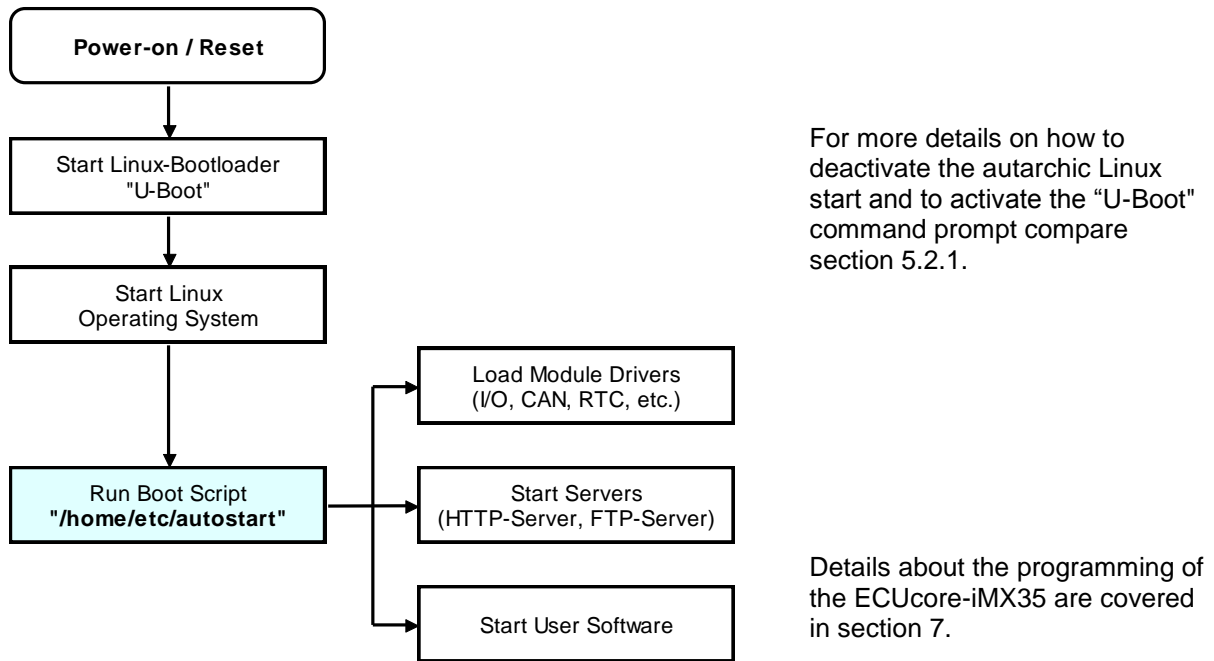 Power-on / Reset
Start Linux-Bootloader
"U-Boot"
Start Linux
Operating System
Run Boot Script
"/home/etc/autostart"
Load Module Drivers
(I/O, CAN, RTC, etc.)
Start Servers
(HTTP-Server, FTP-Server)
Start User Software
For more details on how to
deactivate the autarchic Linux
start and to activate the “U-Boot"
command prompt compare
section 5.2.1.
Details about the programming of
the ECUcore-iMX35 are covered
in section 7.